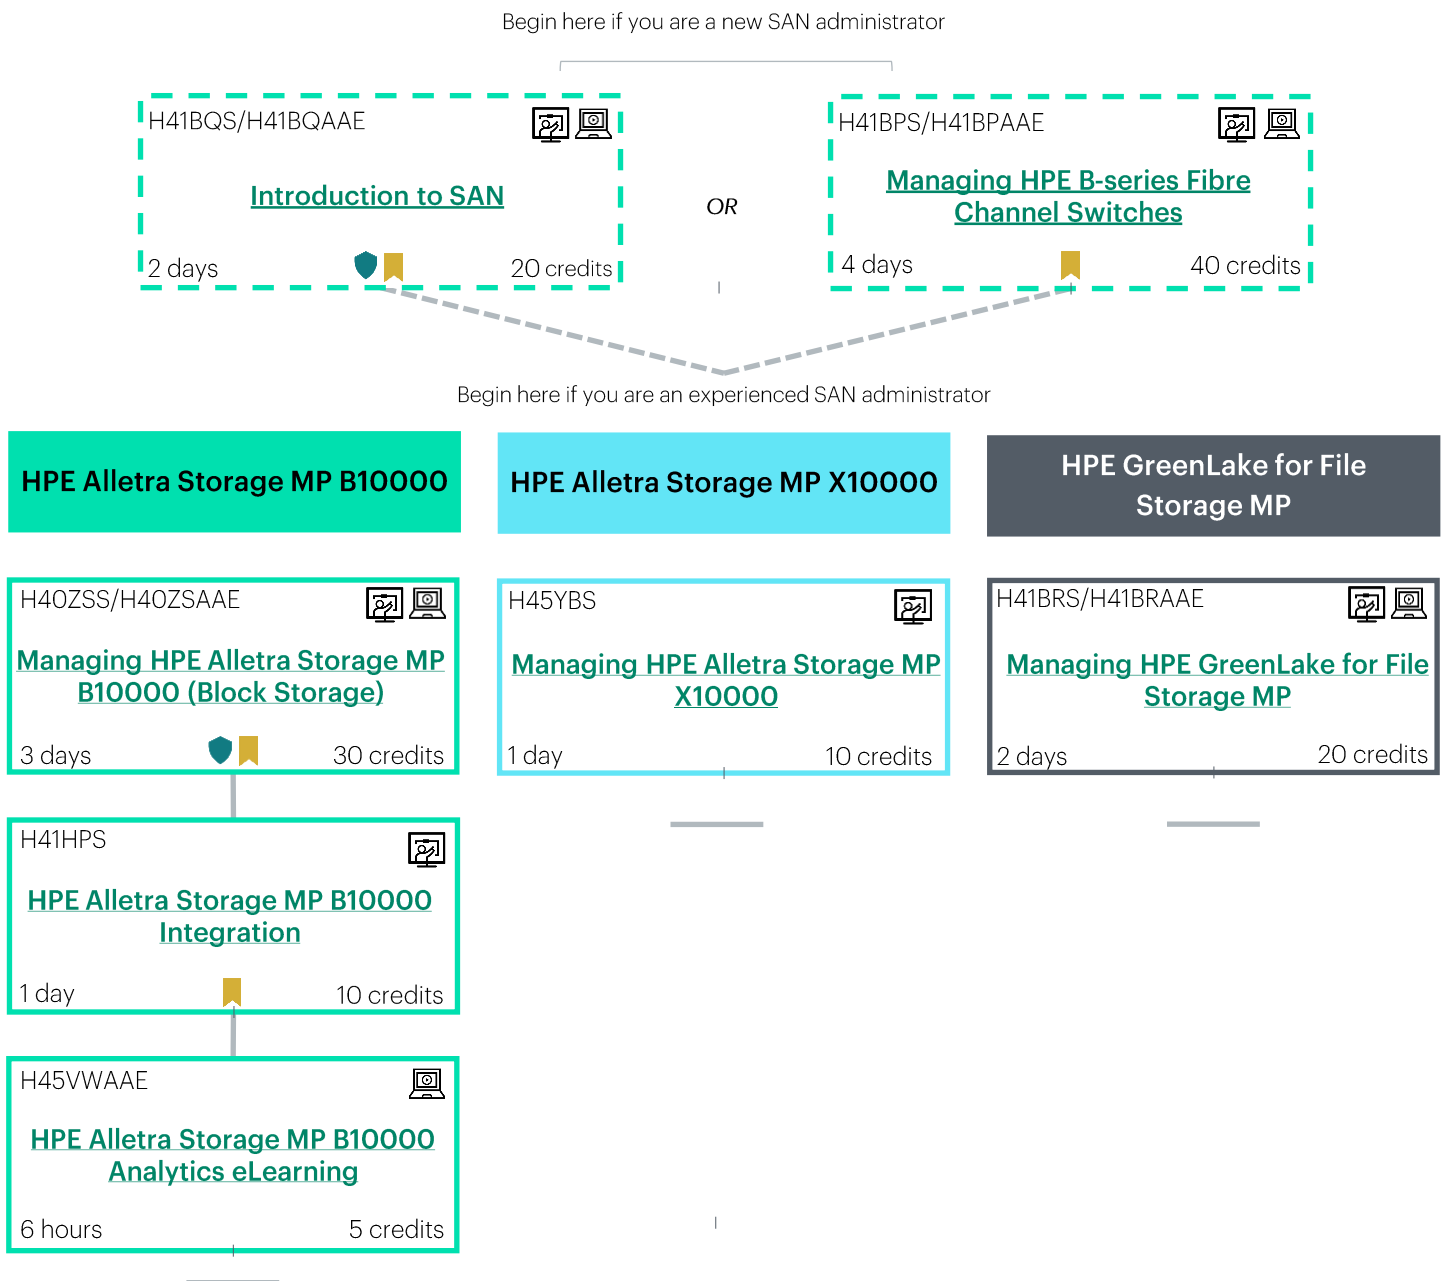 Begin here if you are a new SAN administrator
H41BQS/H41BQAAE
Introduction to SAN
2 days
20 credits
OR
H41BPS/H41BPAAE
Managing HPE B-series Fibre
Channel Switches
4 days
40 credits
Begin here if you are an experienced SAN administrator
HPE Alletra Storage MP B10000
HPE Alletra Storage MP X10000
HPE GreenLake for File
Storage MP
H40ZSS/H40ZSAAE
Managing HPE Alletra Storage MP
B10000 (Block Storage)
3 days
30 credits
H45YBS
Managing HPE Alletra Storage MP
X10000
1 day
10 credits
H41BRS/H41BRAAE
Managing HPE GreenLake for File
Storage MP
2 days
20 credits
H41HPS
HPE Alletra Storage MP B10000
Integration
1 day
10 credits
H45VWAAE
HPE Alletra Storage MP B10000
Analytics eLearning
6 hours
5 credits